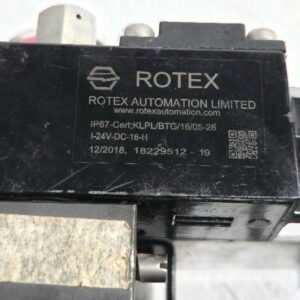 ROTEX
ROTEX AUTOMATION LIMITED
www.rotexautomation.com
IP67-Cert;KLPL/BTG/16/05-26
I-24V-DC-16-H
12/2018, 18229512 - 19